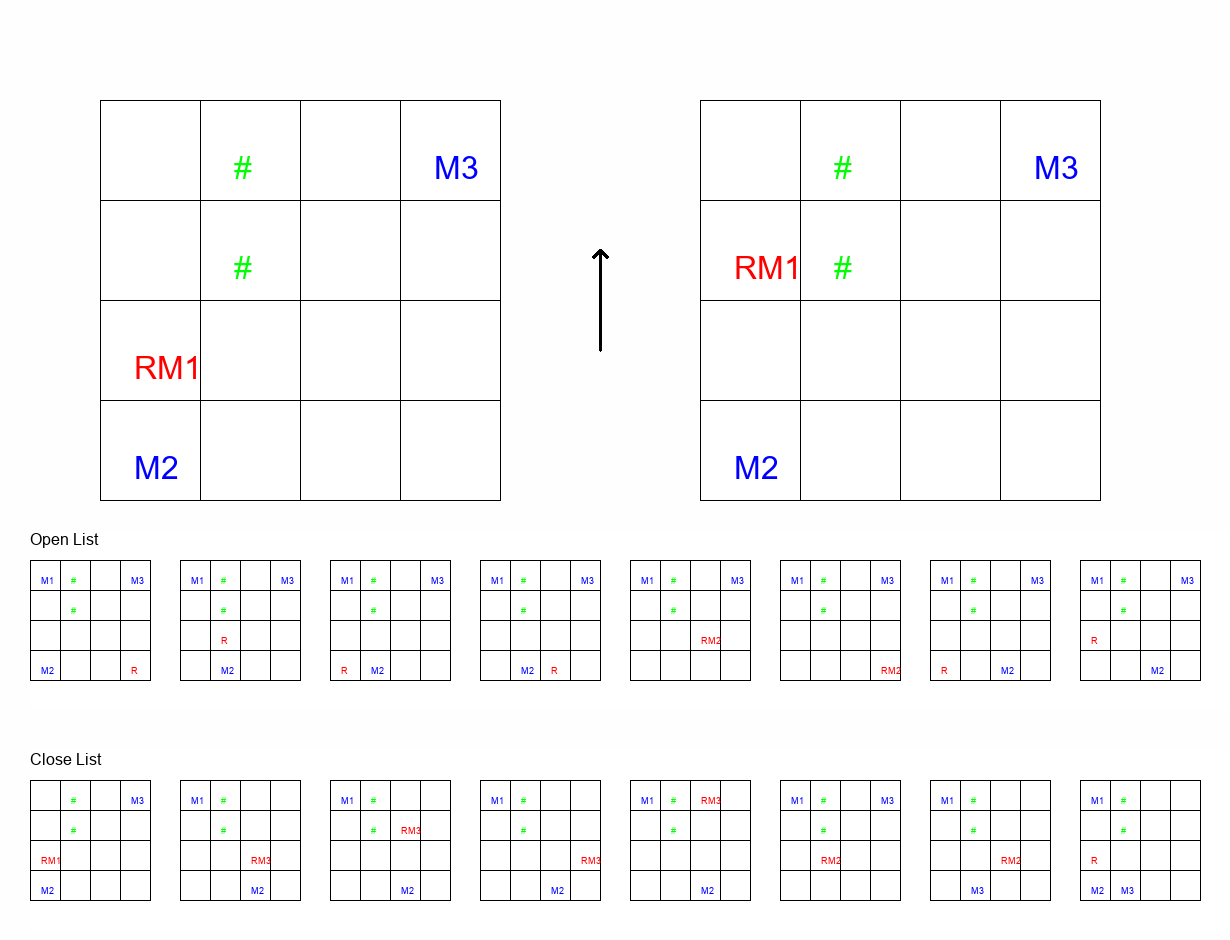 # M3 # M3
# RM1 #
RM1
M2 M2
Open List
M1 # M3 M1 # M3 M1 # M3 M1 # M3 M1 # M3 M1 # M3 M1 # M3 M1 # M3
# # # # # # # #
R RM2 R
M2 R M2 R M2 M2 R RM2 R M2 M2
Close List
# M3 M1 # M1 # M1 # M1 # RM3 M1 # M3 M1 # M1 #
# # # RM3 # # # # #
RM1 RM3 RM3 RM2 RM2 R
M2 M2 M2 M2 M2 M3 M2 M3